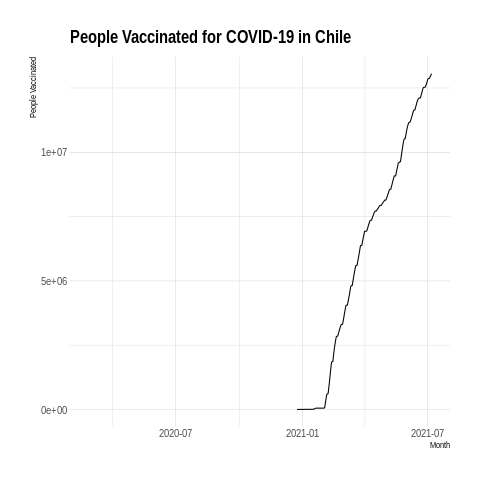 People Vaccinated for COVID-19 in Chile
People Vaccinated
1e+07
5e+06
0e+00
2020-07 2021-01 2021-07
Month